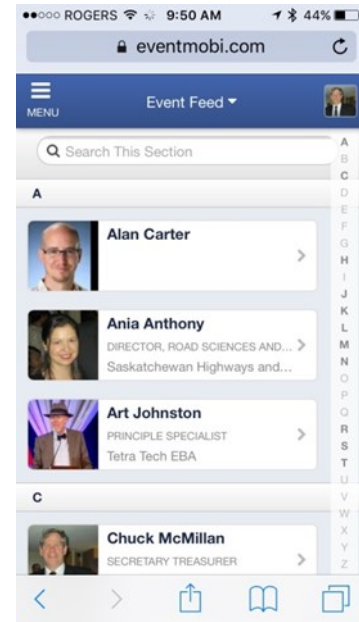 ROGERS 9:50 AM 44%
eventmobi.com
MENU
Event Feed
Search This Section
A
Alan Carter
Ania Anthony
DIRECTOR, ROAD SCIENCES AND...
Saskatchewan Highways and...
Art Johnston
PRINCIPLE SPECIALIST
Tetra Tech EBA
C
Chuck McMillan
SECRETARY TREASURER
A
B
C
D
E
F
G
H
I
J
K
L
M
N
O
P
Q
R
S
T
U
V
W
X
Y
Z